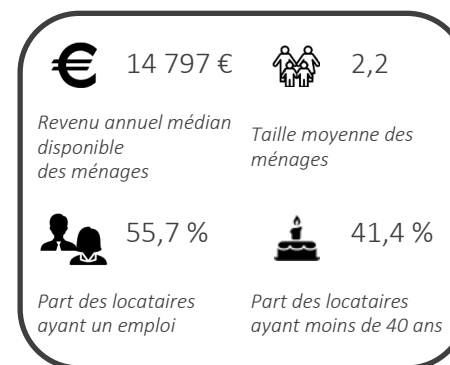 14 797 €
Revenu annuel médian
disponible
des ménages
2,2
Taille moyenne des
ménages
55,7 %
Part des locataires
ayant un emploi
41,4 %
Part des locataires
ayant moins de 40 ans